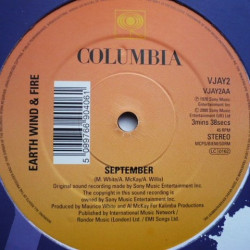 COLUMBIA
EARTH WIND & FIRE
5099766904061
VJAY2
VJAY2AA
3mins 38secs
45 RPM
STEREO
SEPTEMBER
(M. White/A. McKay/A. Willis)
Original sound recording made by Sony Music Entertainment Inc.
The copyright in this sound recording is
owned by Sony Music Entertainment Inc.
Produced by Maurice White and Al McKay for Kalimba Productions
Published by International Music Network /
Rondor Music (London) Ltd / EMI Songs Ltd.